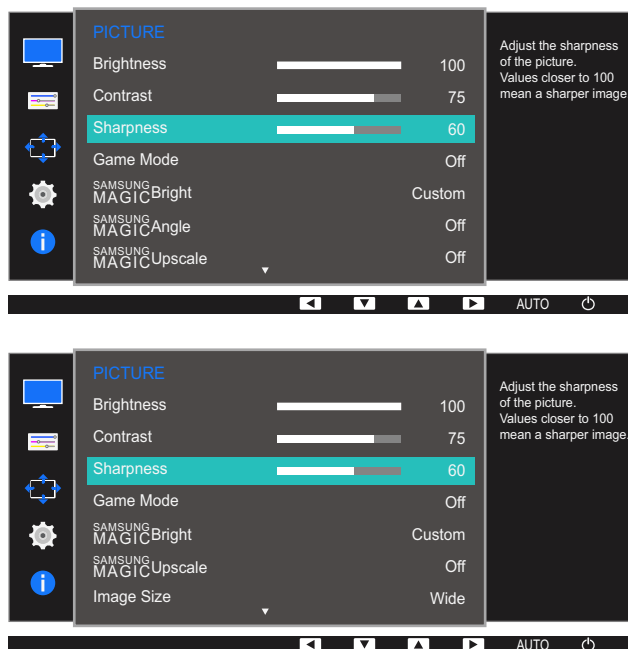 PICTURE
Brightness 100
Contrast 75
Sharpness 60
Game Mode Off
SAMSUNG MAGIC Bright Custom
SAMSUNG MAGIC Angle Off
SAMSUNG MAGIC Upscale Off
Adjust the sharpness
of the picture.
Values closer to 100
mean a sharper image.
AUTO
PICTURE
Brightness 100
Contrast 75
Sharpness 60
Game Mode Off
SAMSUNG MAGIC Bright Custom
SAMSUNG MAGIC Upscale Off
Image Size Wide
Adjust the sharpness
of the picture.
Values closer to 100
mean a sharper image.
AUTO